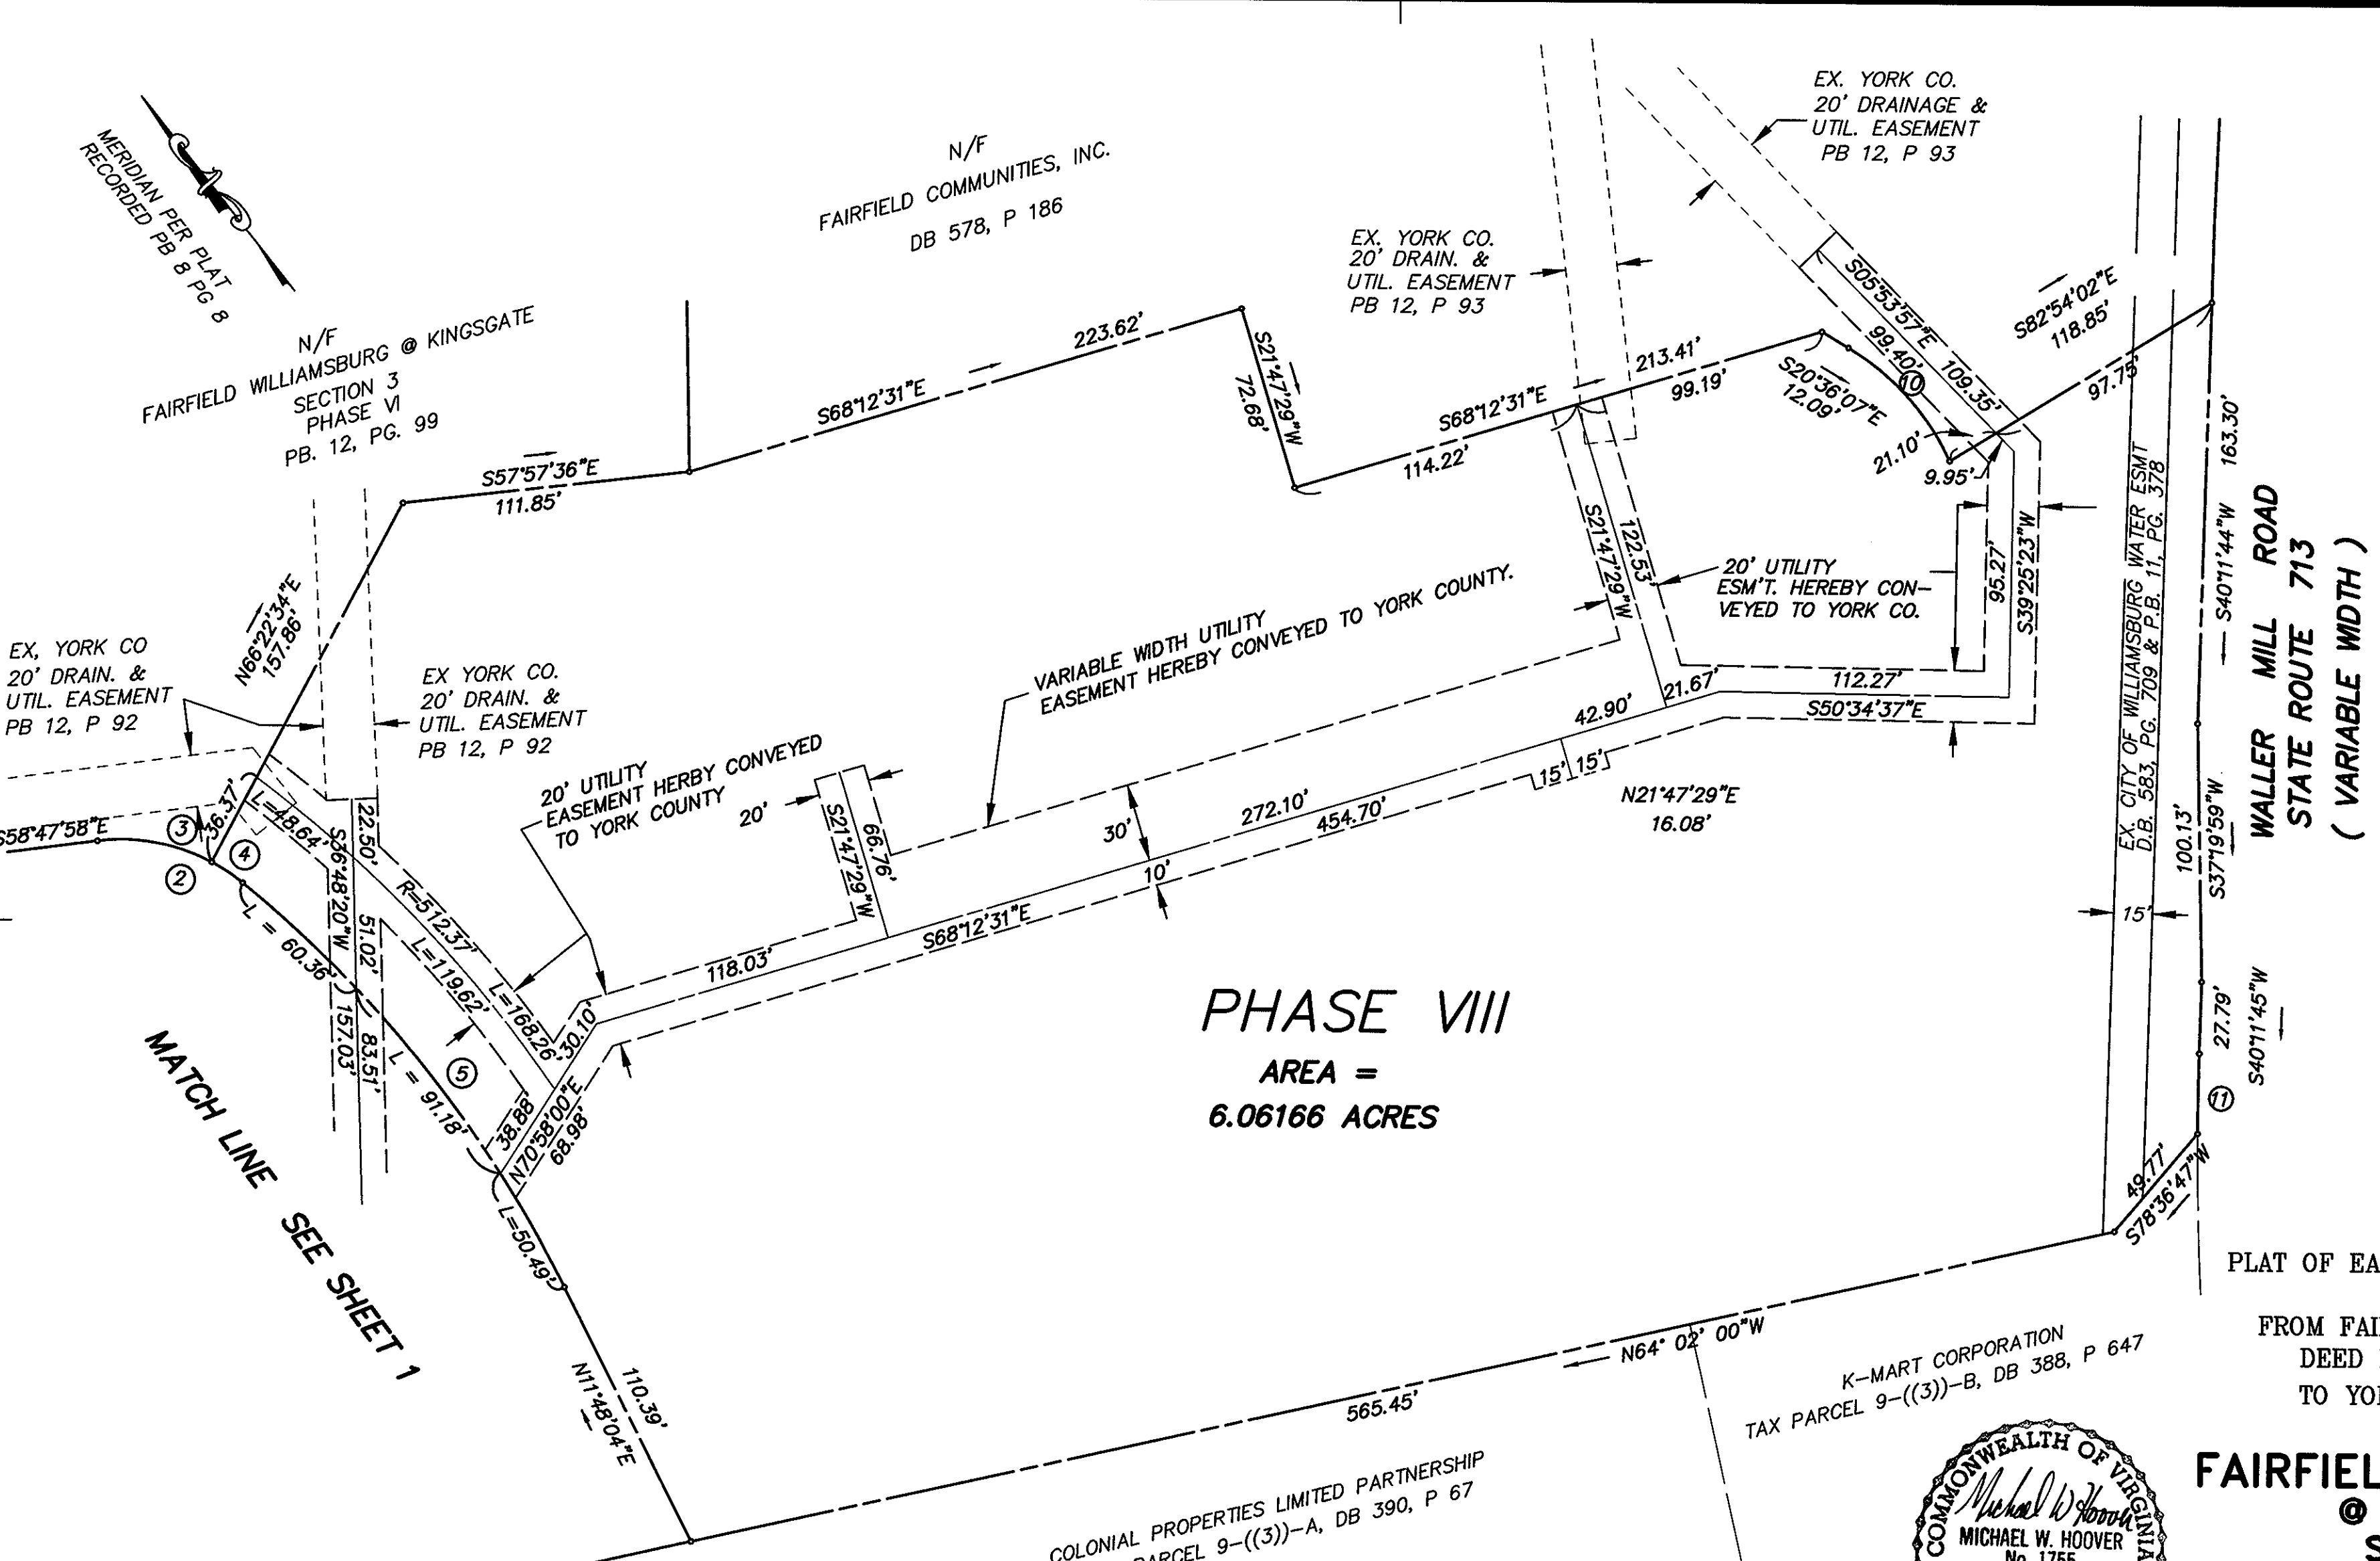 MERIDIAN PER PLAT
RECORDED PB 8 PG 8
N/F
FAIRFIELD WILLIAMSBURG @ KINGSGATE
SECTION 3
PHASE VI
PB. 12, PG. 99
N/F
FAIRFIELD COMMUNITIES, INC.
DB 578, P 186
EX. YORK CO.
20' DRAIN. &
UTIL. EASEMENT
PB 12, P 93
EX. YORK CO.
20' DRAINAGE &
UTIL. EASEMENT
PB 12, P 93
S57°57'36"E
111.85'
S68°12'31"E
223.62'
S21°47'29"W
72.68'
S68°12'31"E
213.41'
114.22'
99.19'
S20°36'07"E
12.09'
S05°53'57"E 109.35'
99.40'
10
S82°54'02"E
118.85'
97.75'
21.10'
9.95'
163.30'
S40°11'44"W
WALLER MILL ROAD
STATE ROUTE 713
( VARIABLE WIDTH )
EX. CITY OF WILLIAMSBURG WATER ESMT
D.B. 583, PG. 709 & P.B. 11, PG. 378
15'
100.13'
S37°19'59"W
27.79'
S40°11'45"W
11
49.77'
S78°36'47"W
N66°22'34"E
157.86'
EX, YORK CO
20' DRAIN. &
UTIL. EASEMENT
PB 12, P 92
EX YORK CO.
20' DRAIN. &
UTIL. EASEMENT
PB 12, P 92
S58°47'58"E
3
36.37'
4
2
L=48.64'
L = 60.36'
S36°48'20"W
22.50'
51.02'
157.03'
83.51'
R=512.37'
L=119.62'
L=168.26'
L = 91.18'
5
30.10'
38.88'
N70°58'00"E
68.98'
L=50.49'
20' UTILITY
EASEMENT HERBY CONVEYED
TO YORK COUNTY
20'
S21°47'29"W
66.76'
VARIABLE WIDTH UTILITY
EASEMENT HEREBY CONVEYED TO YORK COUNTY.
30'
10'
118.03'
S68°12'31"E
272.10'
454.70'
42.90'
21.67'
15'
15'
N21°47'29"E
16.08'
S21°47'29"W
122.53'
20' UTILITY
ESM'T. HEREBY CON-
VEYED TO YORK CO.
95.27'
S39°25'23"W
112.27'
S50°34'37"E
PHASE VIII
AREA =
6.06166 ACRES
MATCH LINE SEE SHEET 1
N11°48'04"E
110.39'
565.45'
N64° 02' 00"W
K-MART CORPORATION
TAX PARCEL 9-((3))-B, DB 388, P 647
COLONIAL PROPERTIES LIMITED PARTNERSHIP
PARCEL 9-((3))-A, DB 390, P 67
PLAT OF EA
FROM FAI
DEED
TO YO
FAIRFIEL
@
COMMONWEALTH OF VIRGINIA
Michael W Hoover
MICHAEL W. HOOVER
No. 1755